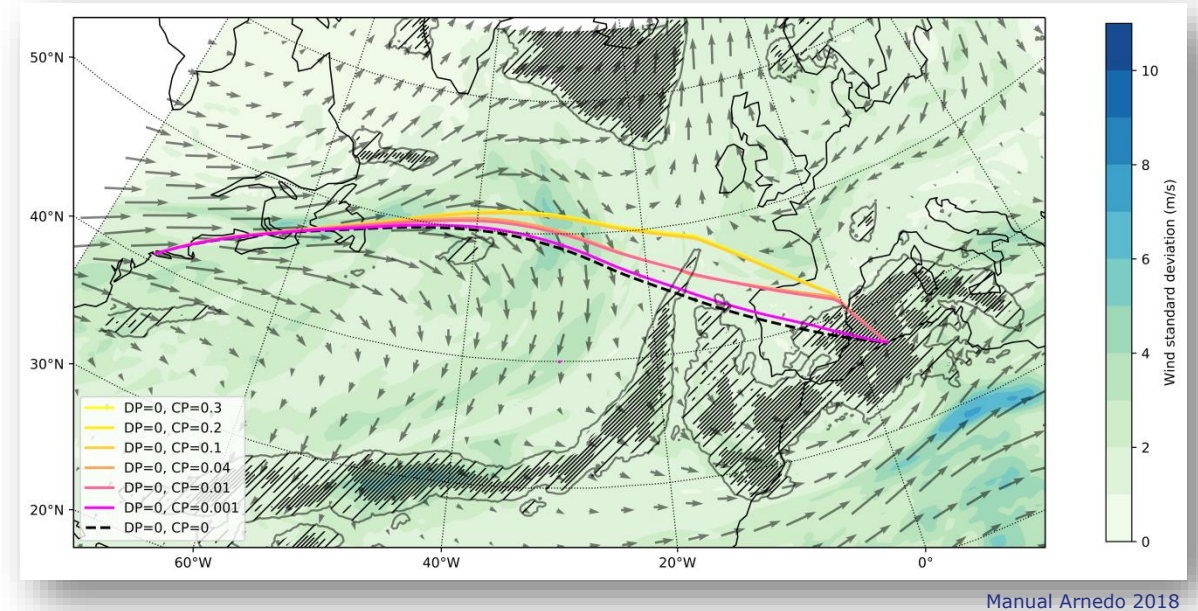 50°N
40°N
30°N
20°N
60°W
40°W
20°W
0°
DP=0, CP=0.3
DP=0, CP=0.2
DP=0, CP=0.1
DP=0, CP=0.04
DP=0, CP=0.01
DP=0, CP=0.001
DP=0, CP=0
10
8
6
4
2
0
Wind standard deviation (m/s)
Manual Arnedo 2018